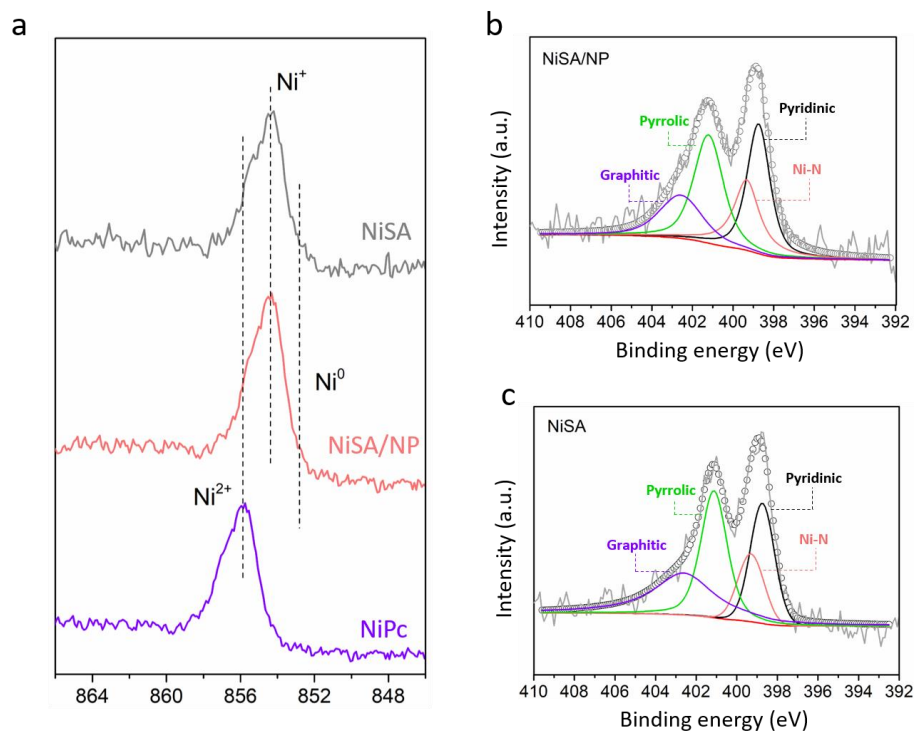 a
Ni⁺
NiSA
Ni⁰
NiSA/NP
Ni²⁺
NiPc
864 860 856 852 848
b
NiSA/NP
Pyridinic
Pyrrolic
Ni-N
Graphitic
Intensity (a.u.)
410 408 406 404 402 400 398 396 394 392
Binding energy (eV)
c
NiSA
Pyridinic
Pyrrolic
Ni-N
Graphitic
Intensity (a.u.)
410 408 406 404 402 400 398 396 394 392
Binding energy (eV)